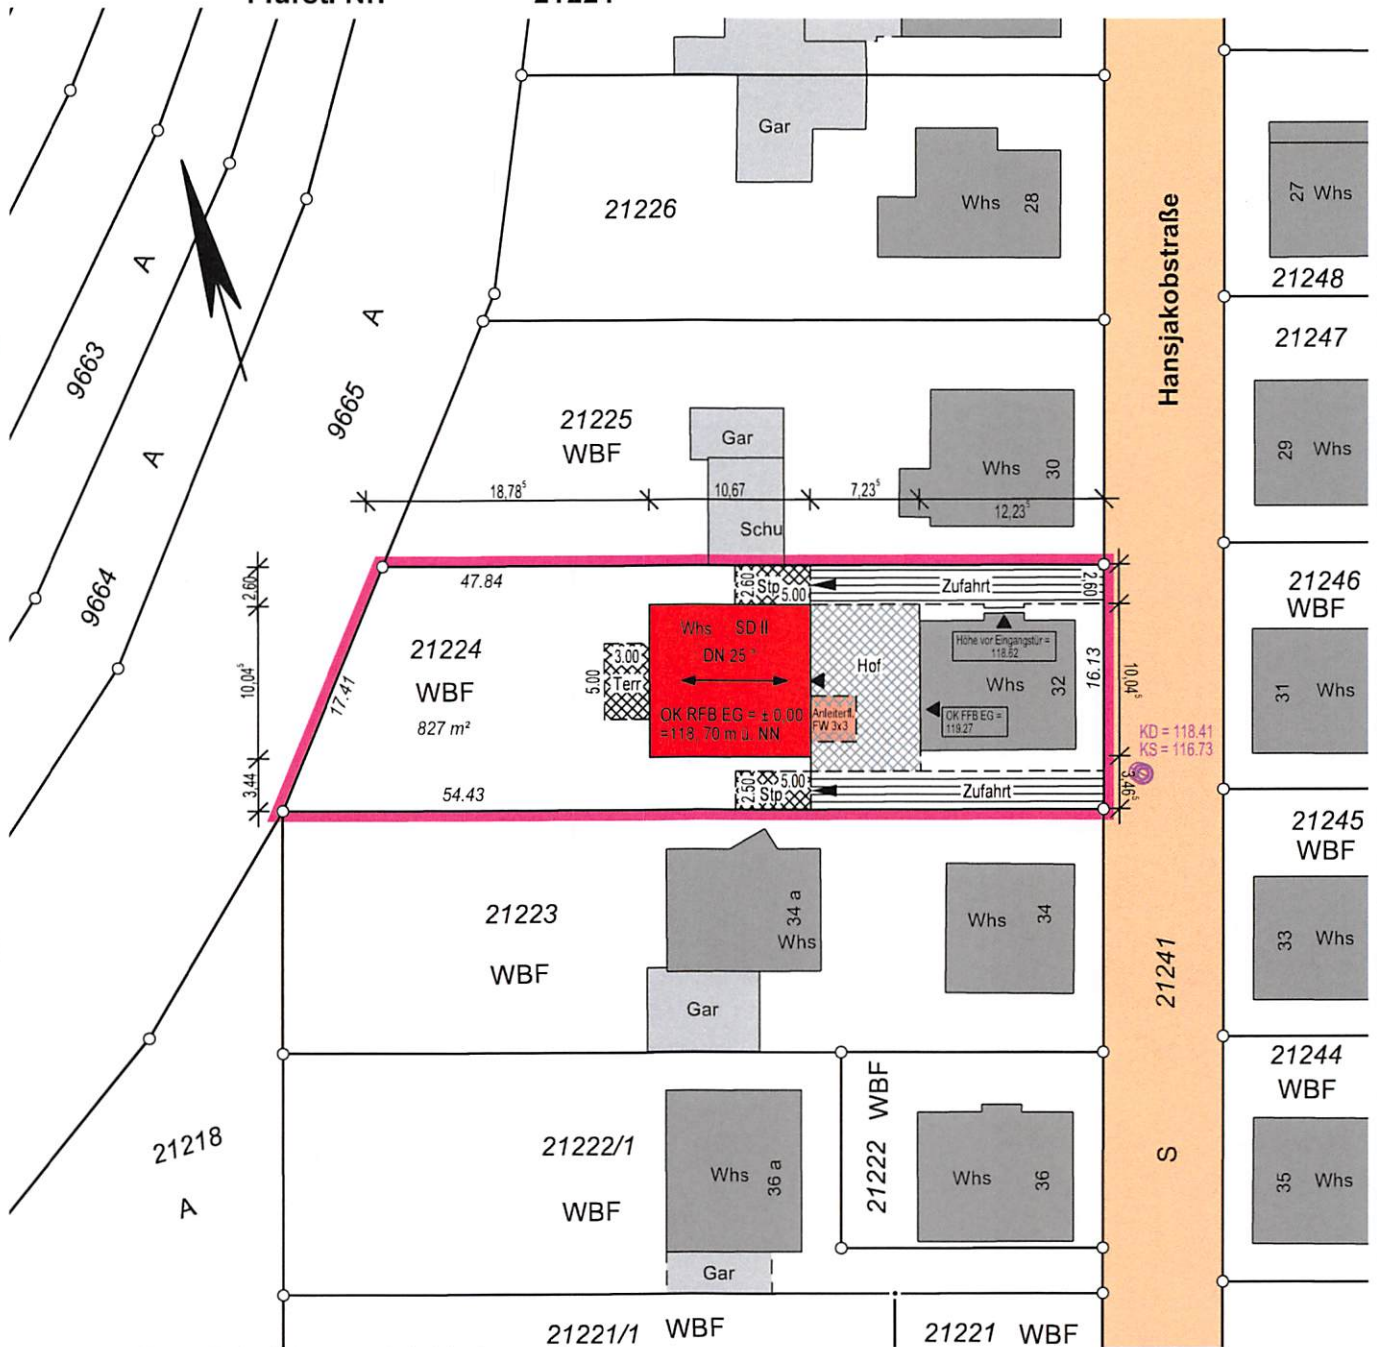 21221
Gar
21226
Whs
28
27
Whs
Hansjakobstraße
21248
A
A
21247
9663
9665
21225
WBF
Gar
Whs
30
29
Whs
A
18,78⁵
10,67
7,23⁵
12,23⁵
Schu
9664
2,60
47.84
2.60
Stp
5.00
Zufahrt
2.60
21246
WBF
Whs SD II
DN 25°
Höhe vor Eingangstür =
118.62
21224
WBF
827 m²
10,04⁵
17.41
5.00
3.00
Terr
Hof
Whs
32
16.13
10,04⁵
31
Whs
OK RFB EG = ± 0,00
=118, 70 m ü. NN
Anleiterfl.
FW 3x3
OK FFB EG =
119.27
KD = 118.41
KS = 116.73
3,44
54.43
2.50
Stp
5.00
Zufahrt
3,46⁵
21245
WBF
21223
WBF
34 a
Whs
Whs
34
33
Whs
21241
Gar
21244
WBF
21222 WBF
21218
A
21222/1
WBF
Whs
36 a
Whs
36
S
35
Whs
Gar
21221/1 WBF
21221 WBF